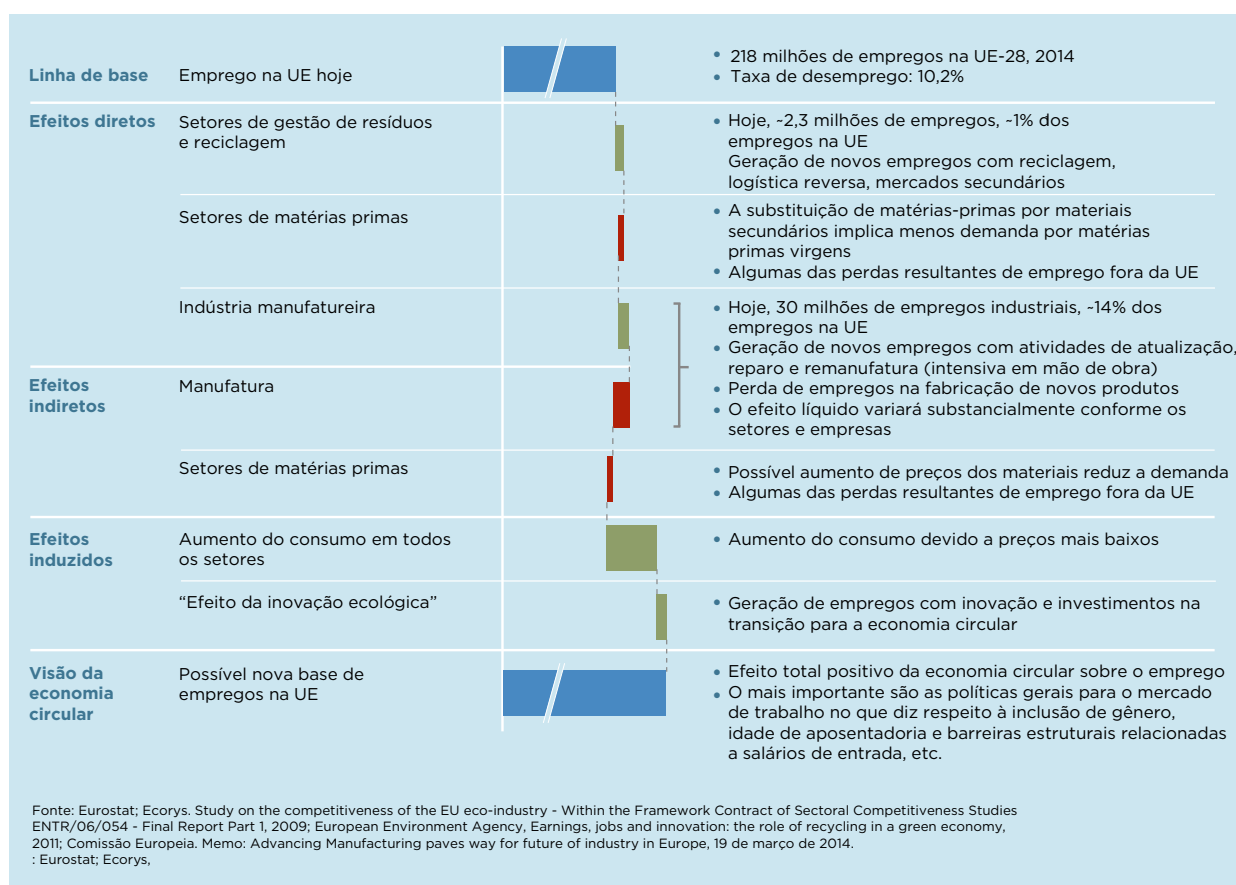 Linha de base
Emprego na UE hoje
• 218 milhões de empregos na UE-28, 2014
• Taxa de desemprego: 10,2%
Efeitos diretos
Setores de gestão de resíduos
e reciclagem
• Hoje, ~2,3 milhões de empregos, ~1% dos
empregos na UE
Geração de novos empregos com reciclagem,
logística reversa, mercados secundários
Setores de matérias primas
• A substituição de matérias-primas por materiais
secundários implica menos demanda por matérias
primas virgens
• Algumas das perdas resultantes de emprego fora da UE
Indústria manufatureira
• Hoje, 30 milhões de empregos industriais, ~14% dos
empregos na UE
• Geração de novos empregos com atividades de atualização,
reparo e remanufatura (intensiva em mão de obra)
• Perda de empregos na fabricação de novos produtos
• O efeito líquido variará substancialmente conforme os
setores e empresas
Efeitos
indiretos
Manufatura
Setores de matérias primas
• Possível aumento de preços dos materiais reduz a demanda
• Algumas das perdas resultantes de emprego fora da UE
Efeitos
induzidos
Aumento do consumo em todos
os setores
• Aumento do consumo devido a preços mais baixos
“Efeito da inovação ecológica”
• Geração de empregos com inovação e investimentos na
transição para a economia circular
Visão da
economia
circular
Possível nova base de
empregos na UE
• Efeito total positivo da economia circular sobre o emprego
• O mais importante são as políticas gerais para o mercado
de trabalho no que diz respeito à inclusão de gênero,
idade de aposentadoria e barreiras estruturais relacionadas
a salários de entrada, etc.
Fonte: Eurostat; Ecorys. Study on the competitiveness of the EU eco-industry - Within the Framework Contract of Sectoral Competitiveness Studies
ENTR/06/054 - Final Report Part 1, 2009; European Environment Agency, Earnings, jobs and innovation: the role of recycling in a green economy,
2011; Comissão Europeia. Memo: Advancing Manufacturing paves way for future of industry in Europe, 19 de março de 2014.
: Eurostat; Ecorys,